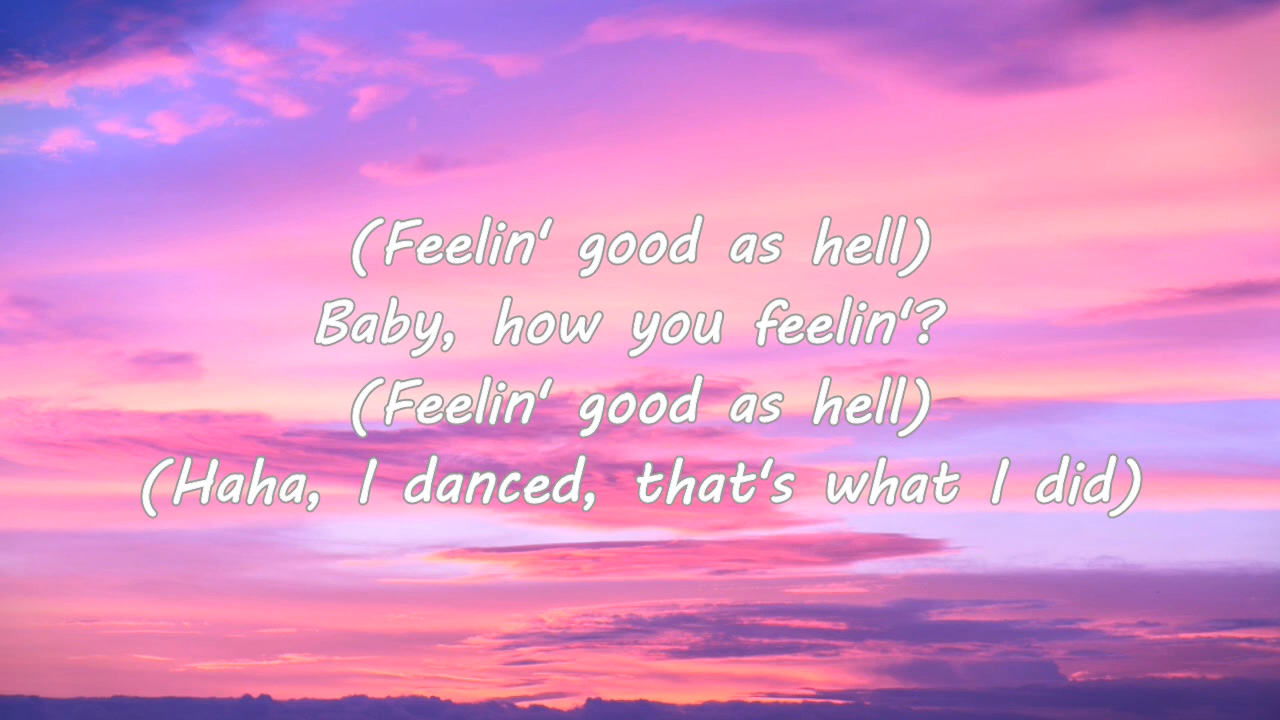 (Feelin' good as hell)
Baby, how you feelin'?
(Feelin' good as hell)
(Haha, I danced, that's what I did)